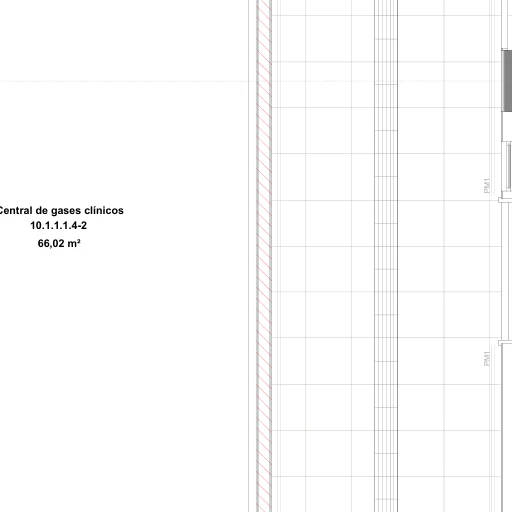 Central de gases clínicos
10.1.1.1.4-2
66,02 m²
PM1
PM1